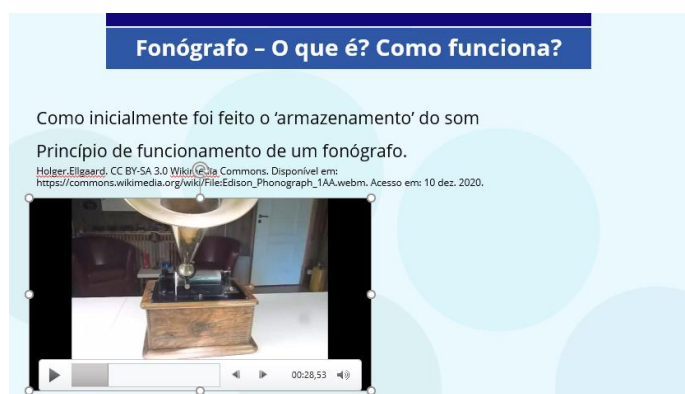 Fonógrafo – O que é? Como funciona?
Como inicialmente foi feito o ‘armazenamento’ do som
Princípio de funcionamento de um fonógrafo.
Holger.Ellgaard. CC BY-SA 3.0 Wikimedia Commons. Disponível em:
https://commons.wikimedia.org/wiki/File:Edison_Phonograph_1AA.webm. Acesso em: 10 dez. 2020.
00:28,53